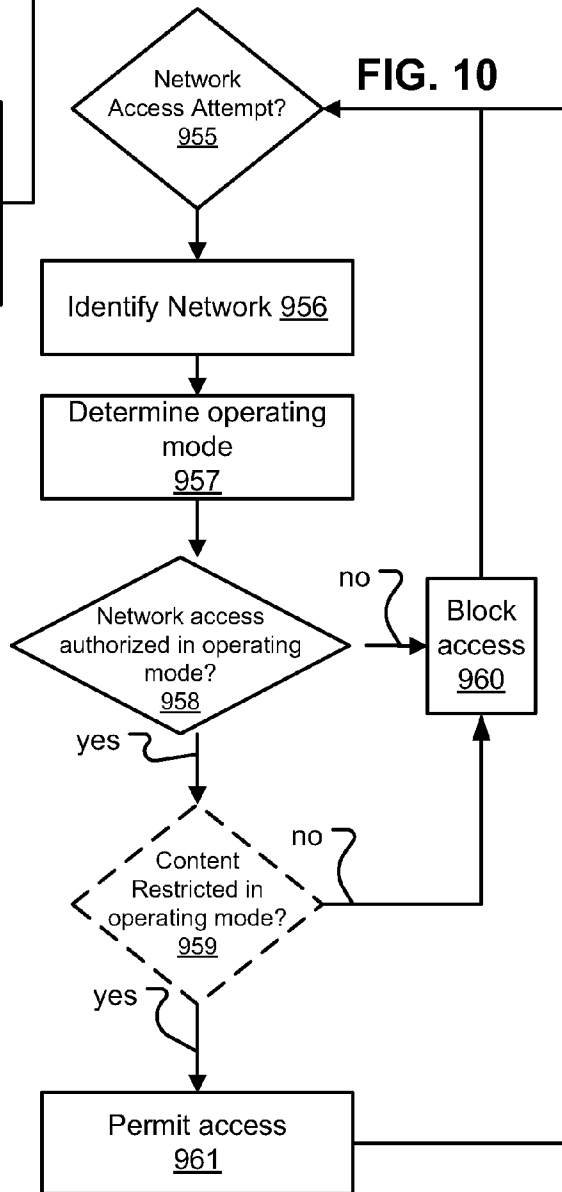 FIG. 10
Network
Access Attempt?
955
Identify Network 956
Determine operating
mode
957
Network access
authorized in operating
mode?
958
no
Block
access
960
yes
Content
Restricted in
operating mode?
959
no
yes
Permit access
961